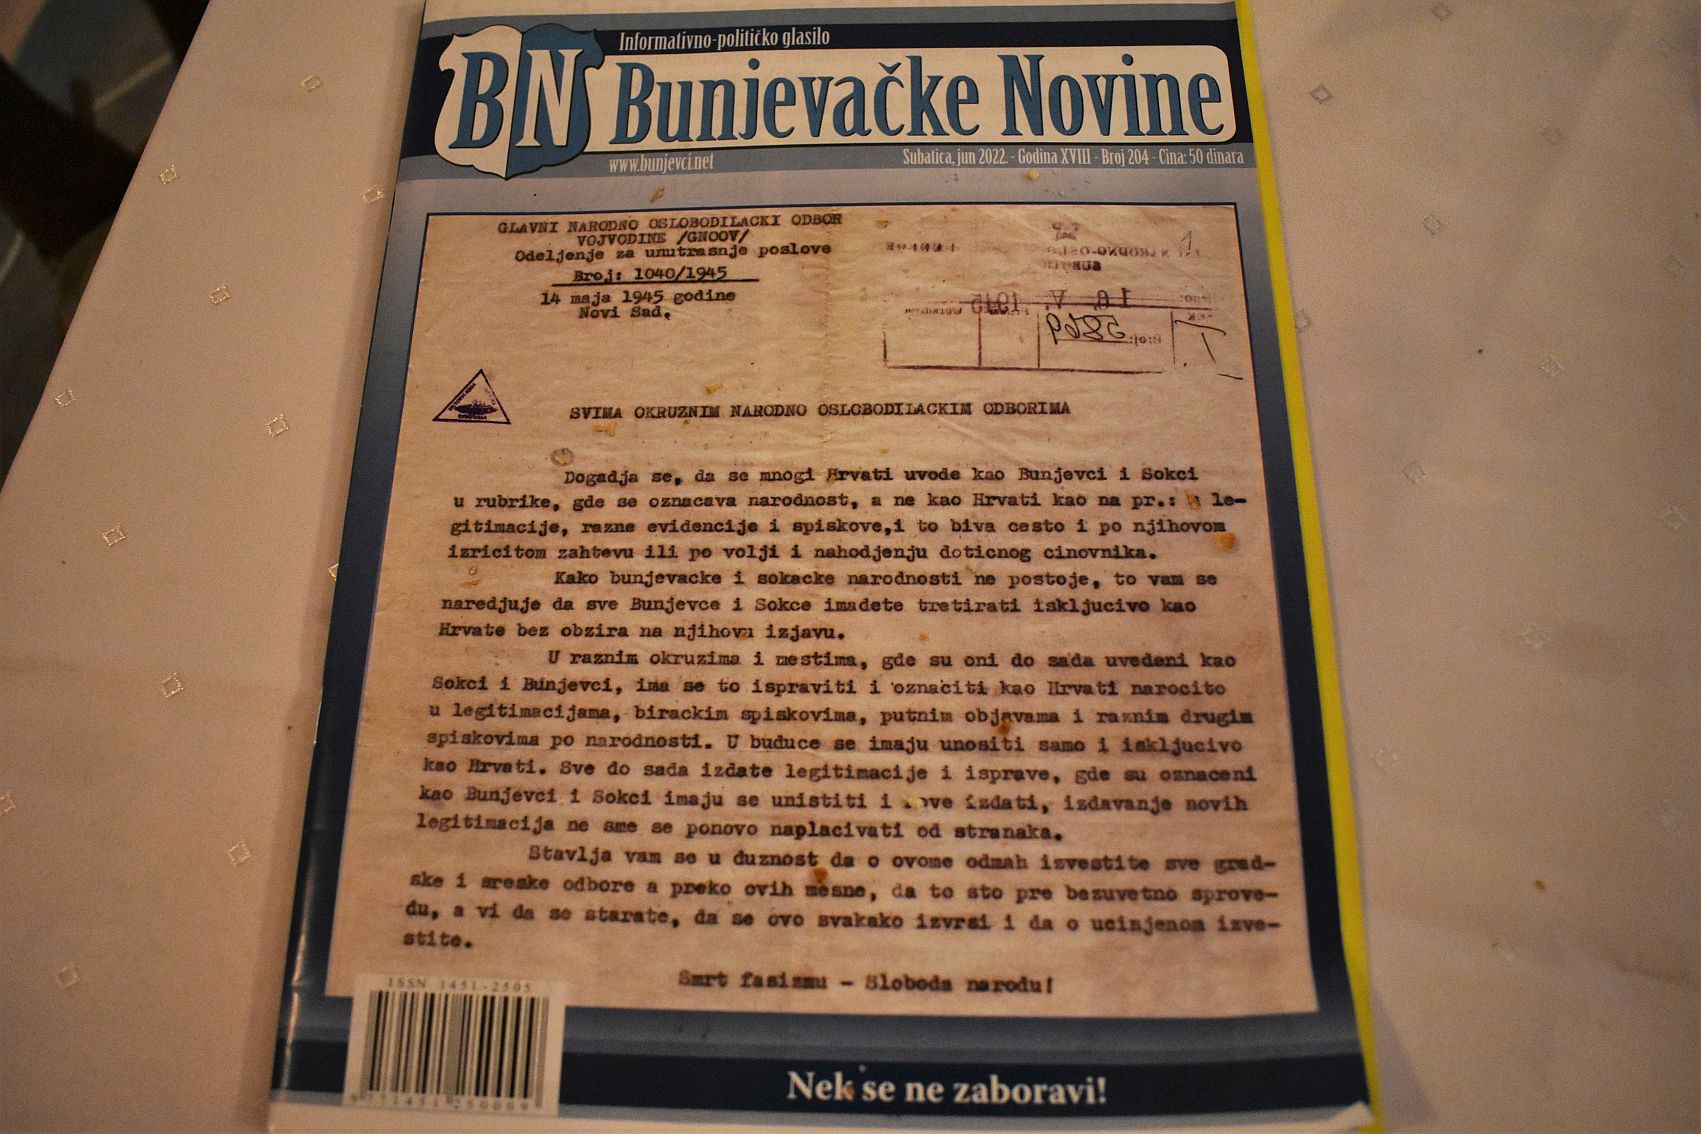 BN
Informativno-političko glasilo
Bunjevačke Novine
www.bunjevci.net
Subatica, jun 2022. - Godina XVIII - Broj 204 - Cina: 50 dinara
GLAVNI NARODNO OSLOBODILACKI ODBOR
VOJVODINE /GNOOV/
Odeljenje za unutrasnje poslove
Broj: 1040/1945
14 maja 1945 godine
Novi Sad.
16. V. 1945
Broj: 5869
I
SVIMA OKRUZNIM NARODNO OSLOBODILACKIM ODBORIMA
Dogadja se, da se mnogi Hrvati uvode kao Bunjevci i Sokci
u rubrike, gde se oznacava narodnost, a ne kao Hrvati kao na pr.: u le-
gitimacije, razne evidencije i spiskove,i to biva cesto i po njihovom
izricitom zahtevu ili po volji i nahodjenju doticnog cinovnika.
Kako bunjevacke i sokacke narodnosti ne postoje, to vam se
naredjuje da sve Bunjevce i Sokce imadete tretirati iskljucivo kao
Hrvate bez obzira na njihovu izjavu.
U raznim okruzima i mestima, gde su oni do sada uvedeni kao
Sokci i Bunjevci, ima se to ispraviti i oznaciti kao Hrvati narocito
u legitimacijama, birackim spiskovima, putnim objavama i raznim drugim
spiskovima po narodnosti. U buduce se imaju unositi samo i iskljucivo
kao Hrvati. Sve do sada izdate legitimacije i isprave, gde su oznaceni
kao Bunjevci i Sokci imaju se unistiti i nove izdati, izdavanje novih
legitimacija ne sme se ponovo naplacivati od stranaka.
Stavlja vam se u duznost da o ovome odmah izvestite sve grad-
ske i sreske odbore a preko ovih mesne, da to sto pre bezuvetno sprove-
du, a vi da se starate, da se ovo svakako izvrsi i da o ucinjenom izve-
stite.
Smrt fasizmu - Sloboda narodu!
ISSN 1451-2505
9 771451 250009
Nek se ne zaboravi!